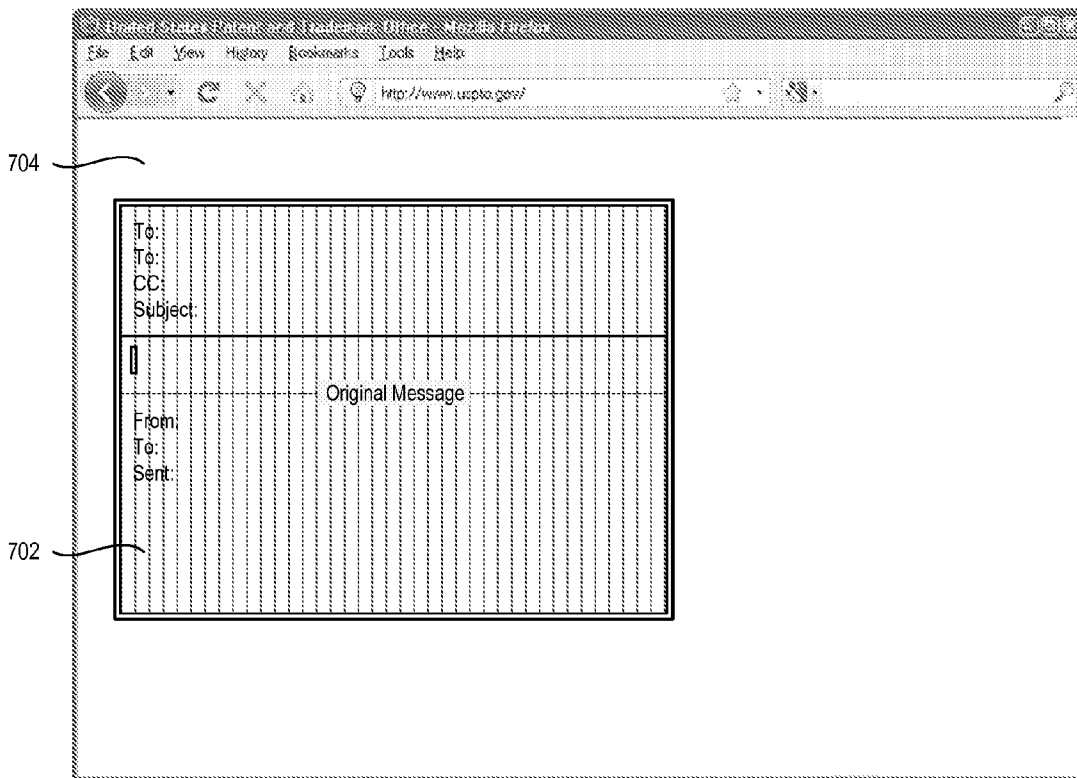 United States Patent and Trademark Office - Mozilla Firefox
File Edit View History Bookmarks Tools Help
http://www.uspto.gov/
704
To:
To:
CC:
Subject:
Original Message
From:
To:
Sent:
702